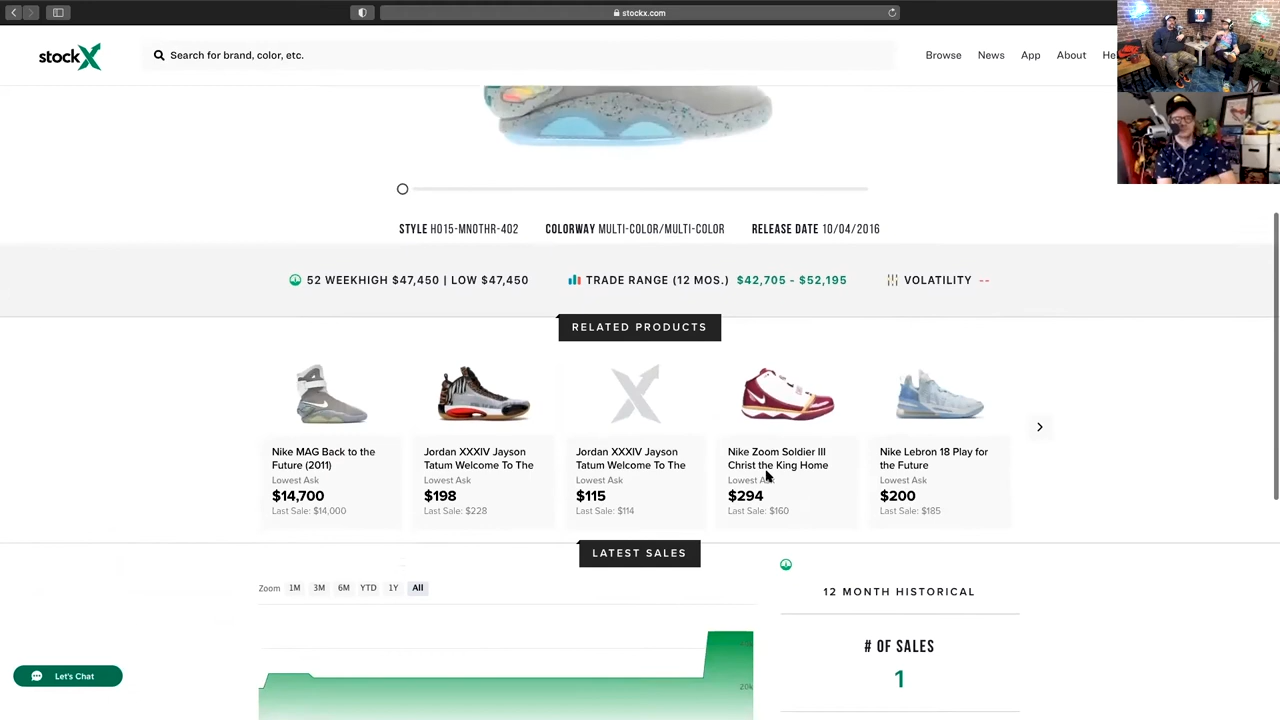 stockx.com
stockX
Search for brand, color, etc.
Browse News App About He
STYLE H015-MNOTHR-402 COLORWAY MULTI-COLOR/MULTI-COLOR RELEASE DATE 10/04/2016
52 WEEKHIGH $47,450 | LOW $47,450 TRADE RANGE (12 MOS.) $42,705 - $52,195 VOLATILITY --
RELATED PRODUCTS
Nike MAG Back to the
Future (2011)
Lowest Ask
$14,700
Last Sale: $14,000
Jordan XXXIV Jayson
Tatum Welcome To The
Lowest Ask
$198
Last Sale: $228
Jordan XXXIV Jayson
Tatum Welcome To The
Lowest Ask
$115
Last Sale: $114
Nike Zoom Soldier III
Christ the King Home
Lowest Ask
$294
Last Sale: $160
Nike Lebron 18 Play for
the Future
Lowest Ask
$200
Last Sale: $185
LATEST SALES
Zoom 1M 3M 6M YTD 1Y All
20k
12 MONTH HISTORICAL
# OF SALES
1
Let's Chat